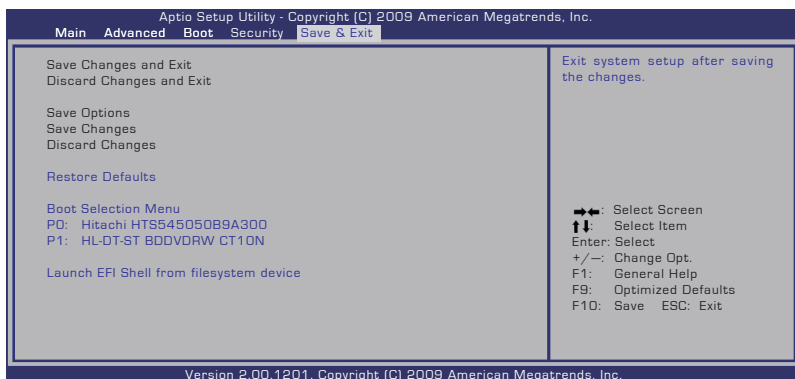 Aptio Setup Utility - Copyright (C) 2009 American Megatrends, Inc.
Main Advanced Boot Security Save & Exit
Save Changes and Exit
Discard Changes and Exit
Save Options
Save Changes
Discard Changes
Restore Defaults
Boot Selection Menu
P0: Hitachi HTS545050B9A300
P1: HL-DT-ST BDDVDRW CT10N
Launch EFI Shell from filesystem device
Exit system setup after saving
the changes.
→←: Select Screen
↑↓: Select Item
Enter: Select
+/—: Change Opt.
F1: General Help
F9: Optimized Defaults
F10: Save ESC: Exit
Version 2.00.1201. Copyright (C) 2009 American Megatrends, Inc.